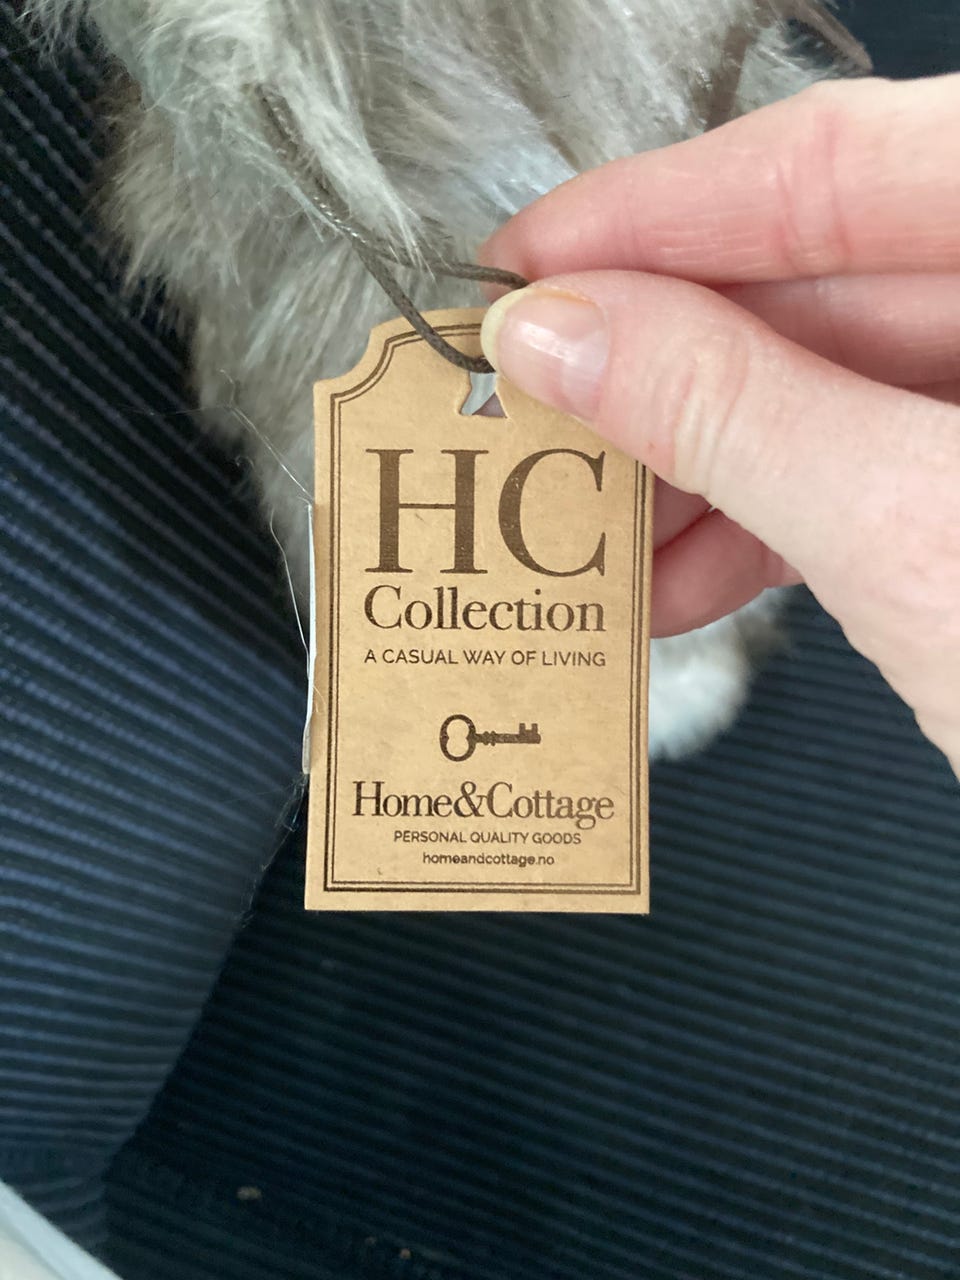 HC
Collection
A CASUAL WAY OF LIVING
Home&Cottage
PERSONAL QUALITY GOODS
homeandcottage.no